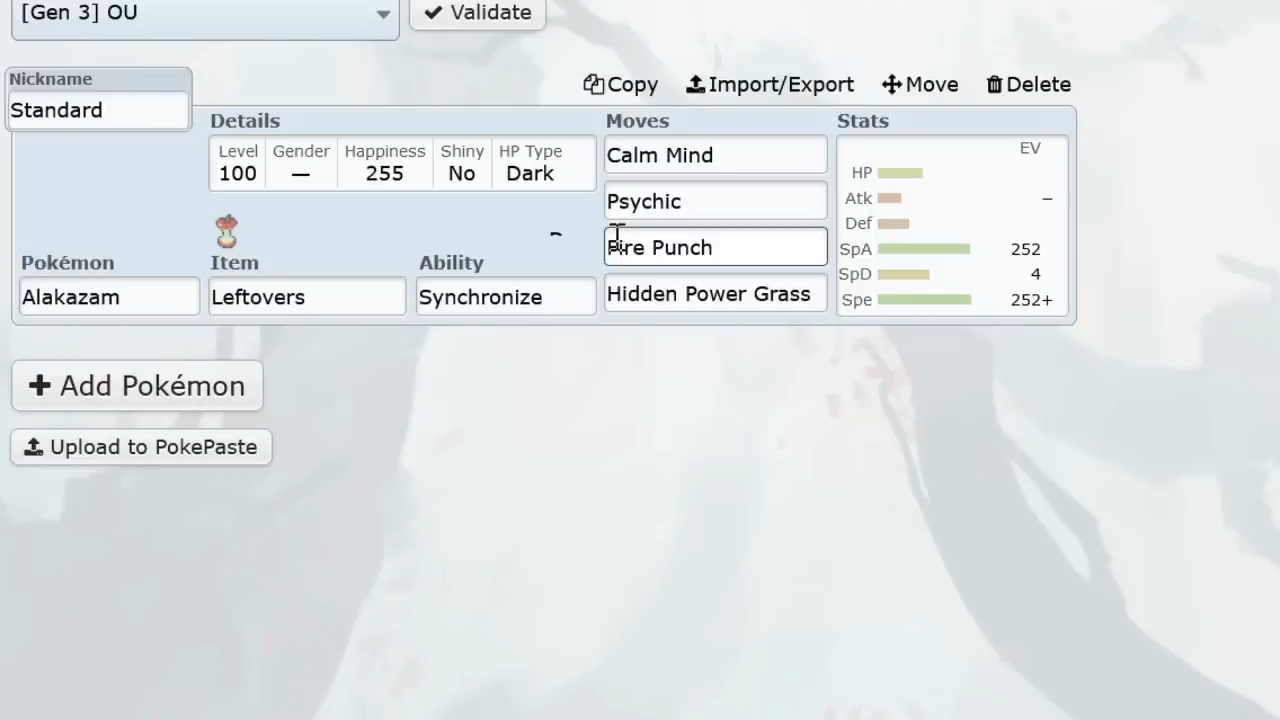 [Gen 3] OU
Validate
Nickname
Standard
Copy
Import/Export
Move
Delete
Details
Level
Gender
Happiness
Shiny
HP Type
100
—
255
No
Dark
Pokémon
Alakazam
Item
Leftovers
Ability
Synchronize
Moves
Calm Mind
Psychic
Fire Punch
Hidden Power Grass
Stats
EV
HP
Atk –
Def
SpA 252
SpD 4
Spe 252+
Add Pokémon
Upload to PokePaste